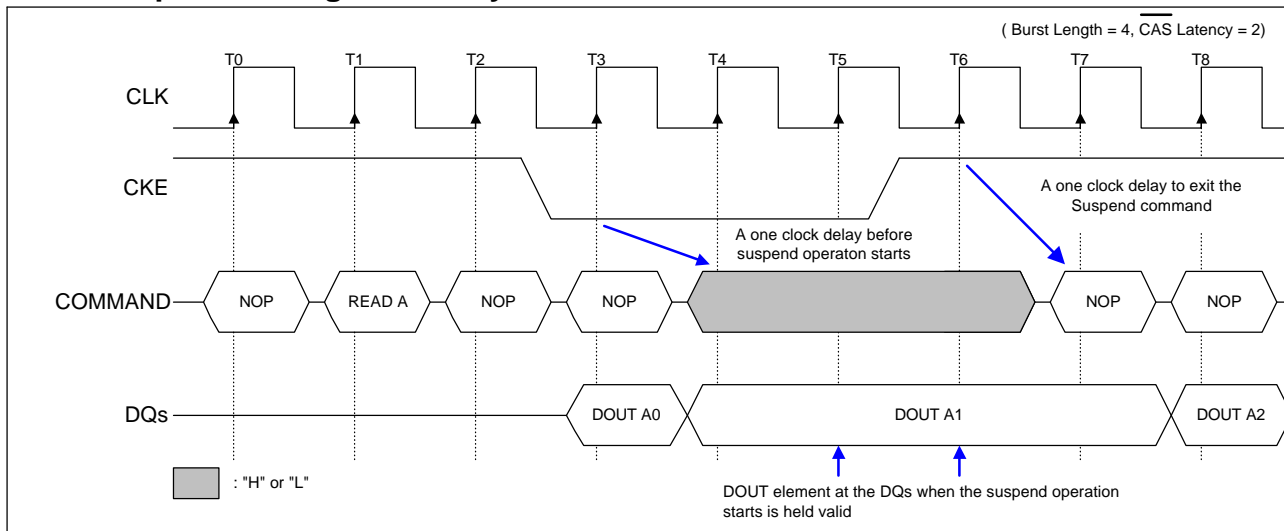 ( Burst Length = 4, CAS Latency = 2)
T0 T1 T2 T3 T4 T5 T6 T7 T8
CLK
CKE
A one clock delay to exit the
Suspend command
A one clock delay before
suspend operaton starts
COMMAND
NOP READ A NOP NOP NOP NOP
DQs
DOUT A0 DOUT A1 DOUT A2
: "H" or "L"
DOUT element at the DQs when the suspend operation
starts is held valid